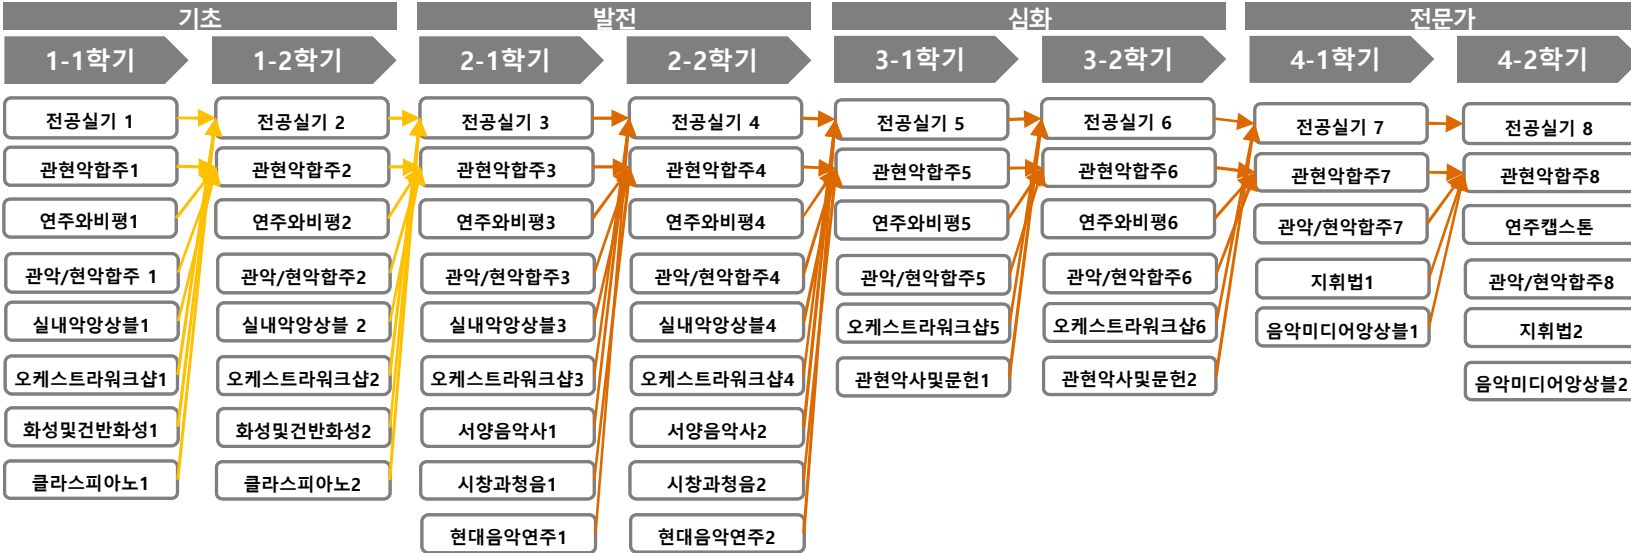 기초 발전 심화 전문가
1-1학기 1-2학기 2-1학기 2-2학기 3-1학기 3-2학기 4-1학기 4-2학기
전공실기 1 전공실기 2 전공실기 3 전공실기 4 전공실기 5 전공실기 6 전공실기 7 전공실기 8
관현악합주1 관현악합주2 관현악합주3 관현악합주4 관현악합주5 관현악합주6 관현악합주7 관현악합주8
연주와비평1 연주와비평2 연주와비평3 연주와비평4 연주와비평5 연주와비평6 관악/현악합주7 연주캡스톤
관악/현악합주 1 관악/현악합주2 관악/현악합주3 관악/현악합주4 관악/현악합주5 관악/현악합주6 지휘법1 관악/현악합주8
실내악앙상블1 실내악앙상블 2 실내악앙상블3 실내악앙상블4 오케스트라워크샵5 오케스트라워크샵6 음악미디어앙상블1 지휘법2
오케스트라워크샵1 오케스트라워크샵2 오케스트라워크샵3 오케스트라워크샵4 관현악사및문헌1 관현악사및문헌2 음악미디어앙상블2
화성및건반화성1 화성및건반화성2 서양음악사1 서양음악사2
클라스피아노1 클라스피아노2 시창과청음1 시창과청음2
현대음악연주1 현대음악연주2